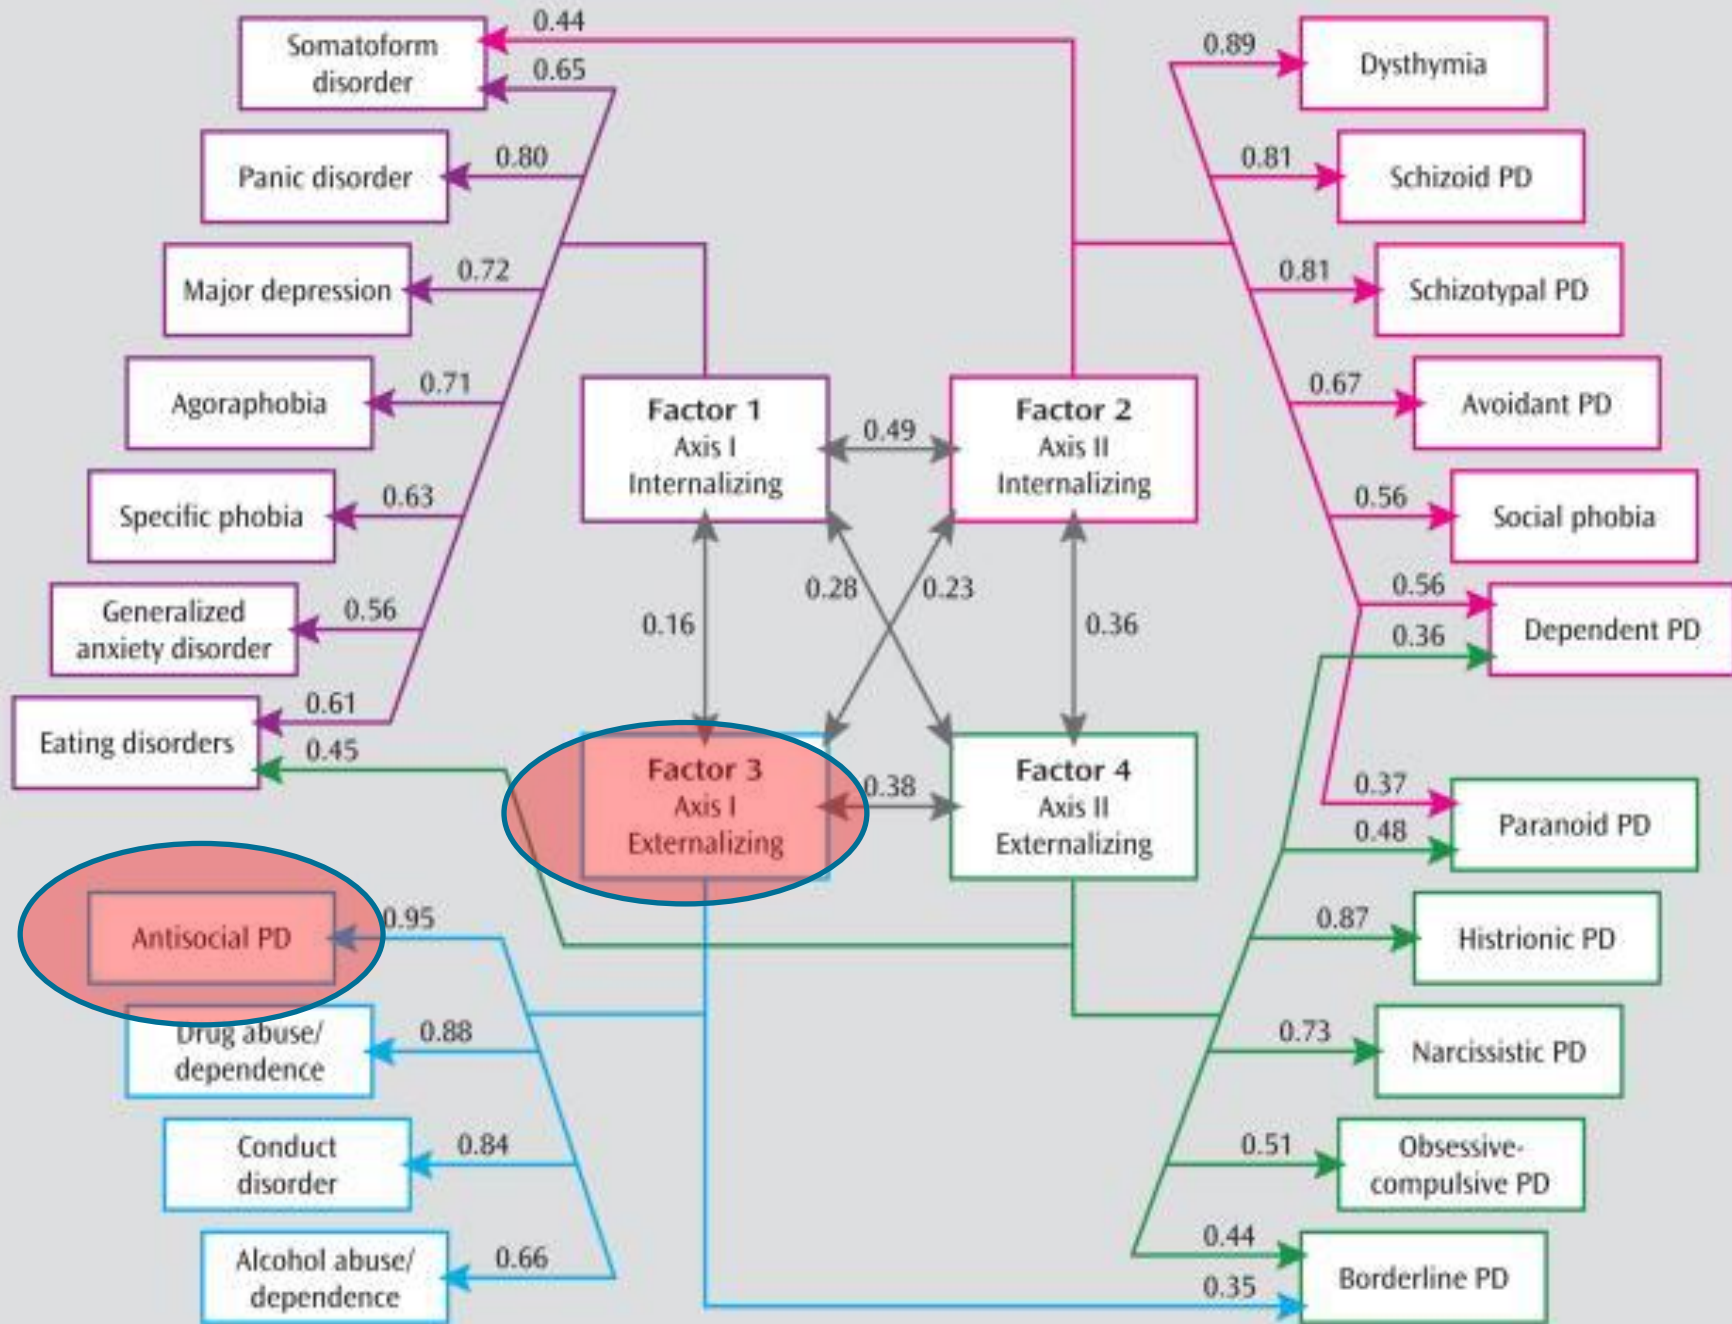 Somatoform
disorder
0.44
0.65
Panic disorder
0.80
Major depression
0.72
Agoraphobia
0.71
Specific phobia
0.63
Generalized
anxiety disorder
0.56
Eating disorders
0.61
0.45
Factor 1
Axis I
Internalizing
0.49
Factor 2
Axis II
Internalizing
0.16
0.28
0.23
0.36
Factor 3
Axis I
Externalizing
0.38
Factor 4
Axis II
Externalizing
Antisocial PD
0.95
Drug abuse/
dependence
0.88
Conduct
disorder
0.84
Alcohol abuse/
dependence
0.66
0.89
Dysthymia
0.81
Schizoid PD
0.81
Schizotypal PD
0.67
Avoidant PD
0.56
Social phobia
0.56
0.36
Dependent PD
0.37
0.48
Paranoid PD
0.87
Histrionic PD
0.73
Narcissistic PD
0.51
Obsessive-
compulsive PD
0.44
0.35
Borderline PD